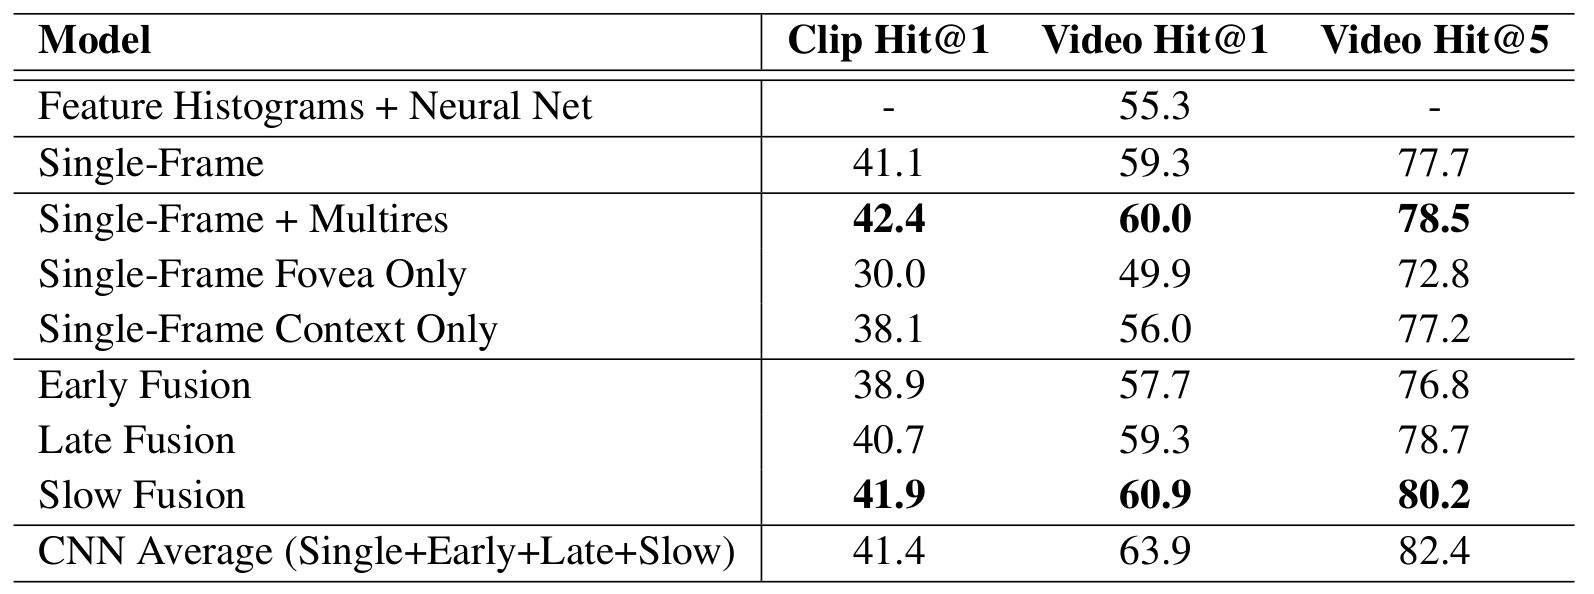 Model Clip Hit@1 Video Hit@1 Video Hit@5
Feature Histograms + Neural Net - 55.3 -
Single-Frame 41.1 59.3 77.7
Single-Frame + Multires 42.4 60.0 78.5
Single-Frame Fovea Only 30.0 49.9 72.8
Single-Frame Context Only 38.1 56.0 77.2
Early Fusion 38.9 57.7 76.8
Late Fusion 40.7 59.3 78.7
Slow Fusion 41.9 60.9 80.2
CNN Average (Single+Early+Late+Slow) 41.4 63.9 82.4